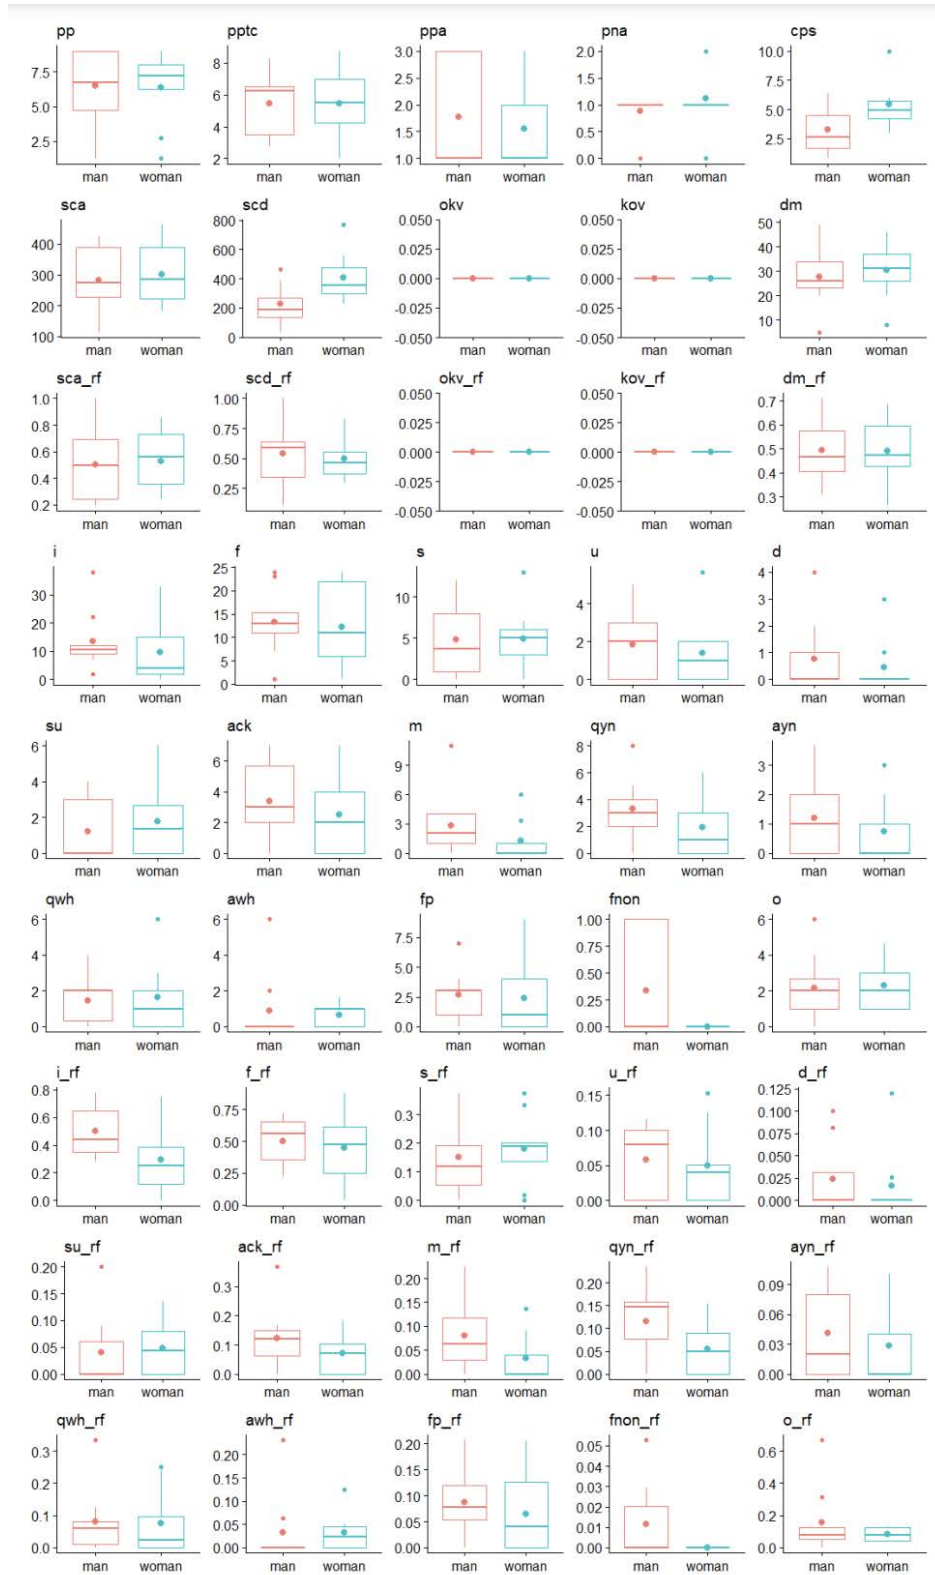 pp pptc ppa pna cps
7.5 5.0 2.5 8 6 4 2 3.0 2.5 2.0 1.5 1.0 2.0 1.5 1.0 0.5 0.0 10.0 7.5 5.0 2.5
man woman man woman man woman man woman man woman
sca scd okv kov dm
400 300 200 100 800 600 400 200 0 0.050 0.025 0.000 -0.025 -0.050 0.050 0.025 0.000 -0.025 -0.050 50 40 30 20 10
man woman man woman man woman man woman man woman
sca_rf scd_rf okv_rf kov_rf dm_rf
1.0 0.8 0.6 0.4 0.2 1.00 0.75 0.50 0.25 0.050 0.025 0.000 -0.025 -0.050 0.050 0.025 0.000 -0.025 -0.050 0.7 0.6 0.5 0.4 0.3
man woman man woman man woman man woman man woman
i f s u d
30 20 10 0 25 20 15 10 5 0 10 5 0 4 2 0 4 3 2 1 0
man woman man woman man woman man woman man woman
su ack m qyn ayn
6 4 2 0 6 4 2 0 9 6 3 0 8 6 4 2 0 3 2 1 0
man woman man woman man woman man woman man woman
qwh awh fp fnon o
6 4 2 0 6 4 2 0 7.5 5.0 2.5 0.0 1.00 0.75 0.50 0.25 0.00 6 4 2 0
man woman man woman man woman man woman man woman
i_rf f_rf s_rf u_rf d_rf
0.8 0.6 0.4 0.2 0.0 0.75 0.50 0.25 0.00 0.3 0.2 0.1 0.0 0.15 0.10 0.05 0.00 0.125 0.100 0.075 0.050 0.025 0.000
man woman man woman man woman man woman man woman
su_rf ack_rf m_rf qyn_rf ayn_rf
0.20 0.15 0.10 0.05 0.00 0.3 0.2 0.1 0.0 0.20 0.15 0.10 0.05 0.00 0.20 0.15 0.10 0.05 0.00 0.09 0.06 0.03 0.00
man woman man woman man woman man woman man woman
qwh_rf awh_rf fp_rf fnon_rf o_rf
0.3 0.2 0.1 0.0 0.20 0.15 0.10 0.05 0.00 0.20 0.15 0.10 0.05 0.00 0.05 0.04 0.03 0.02 0.01 0.00 0.6 0.4 0.2 0.0
man woman man woman man woman man woman man woman